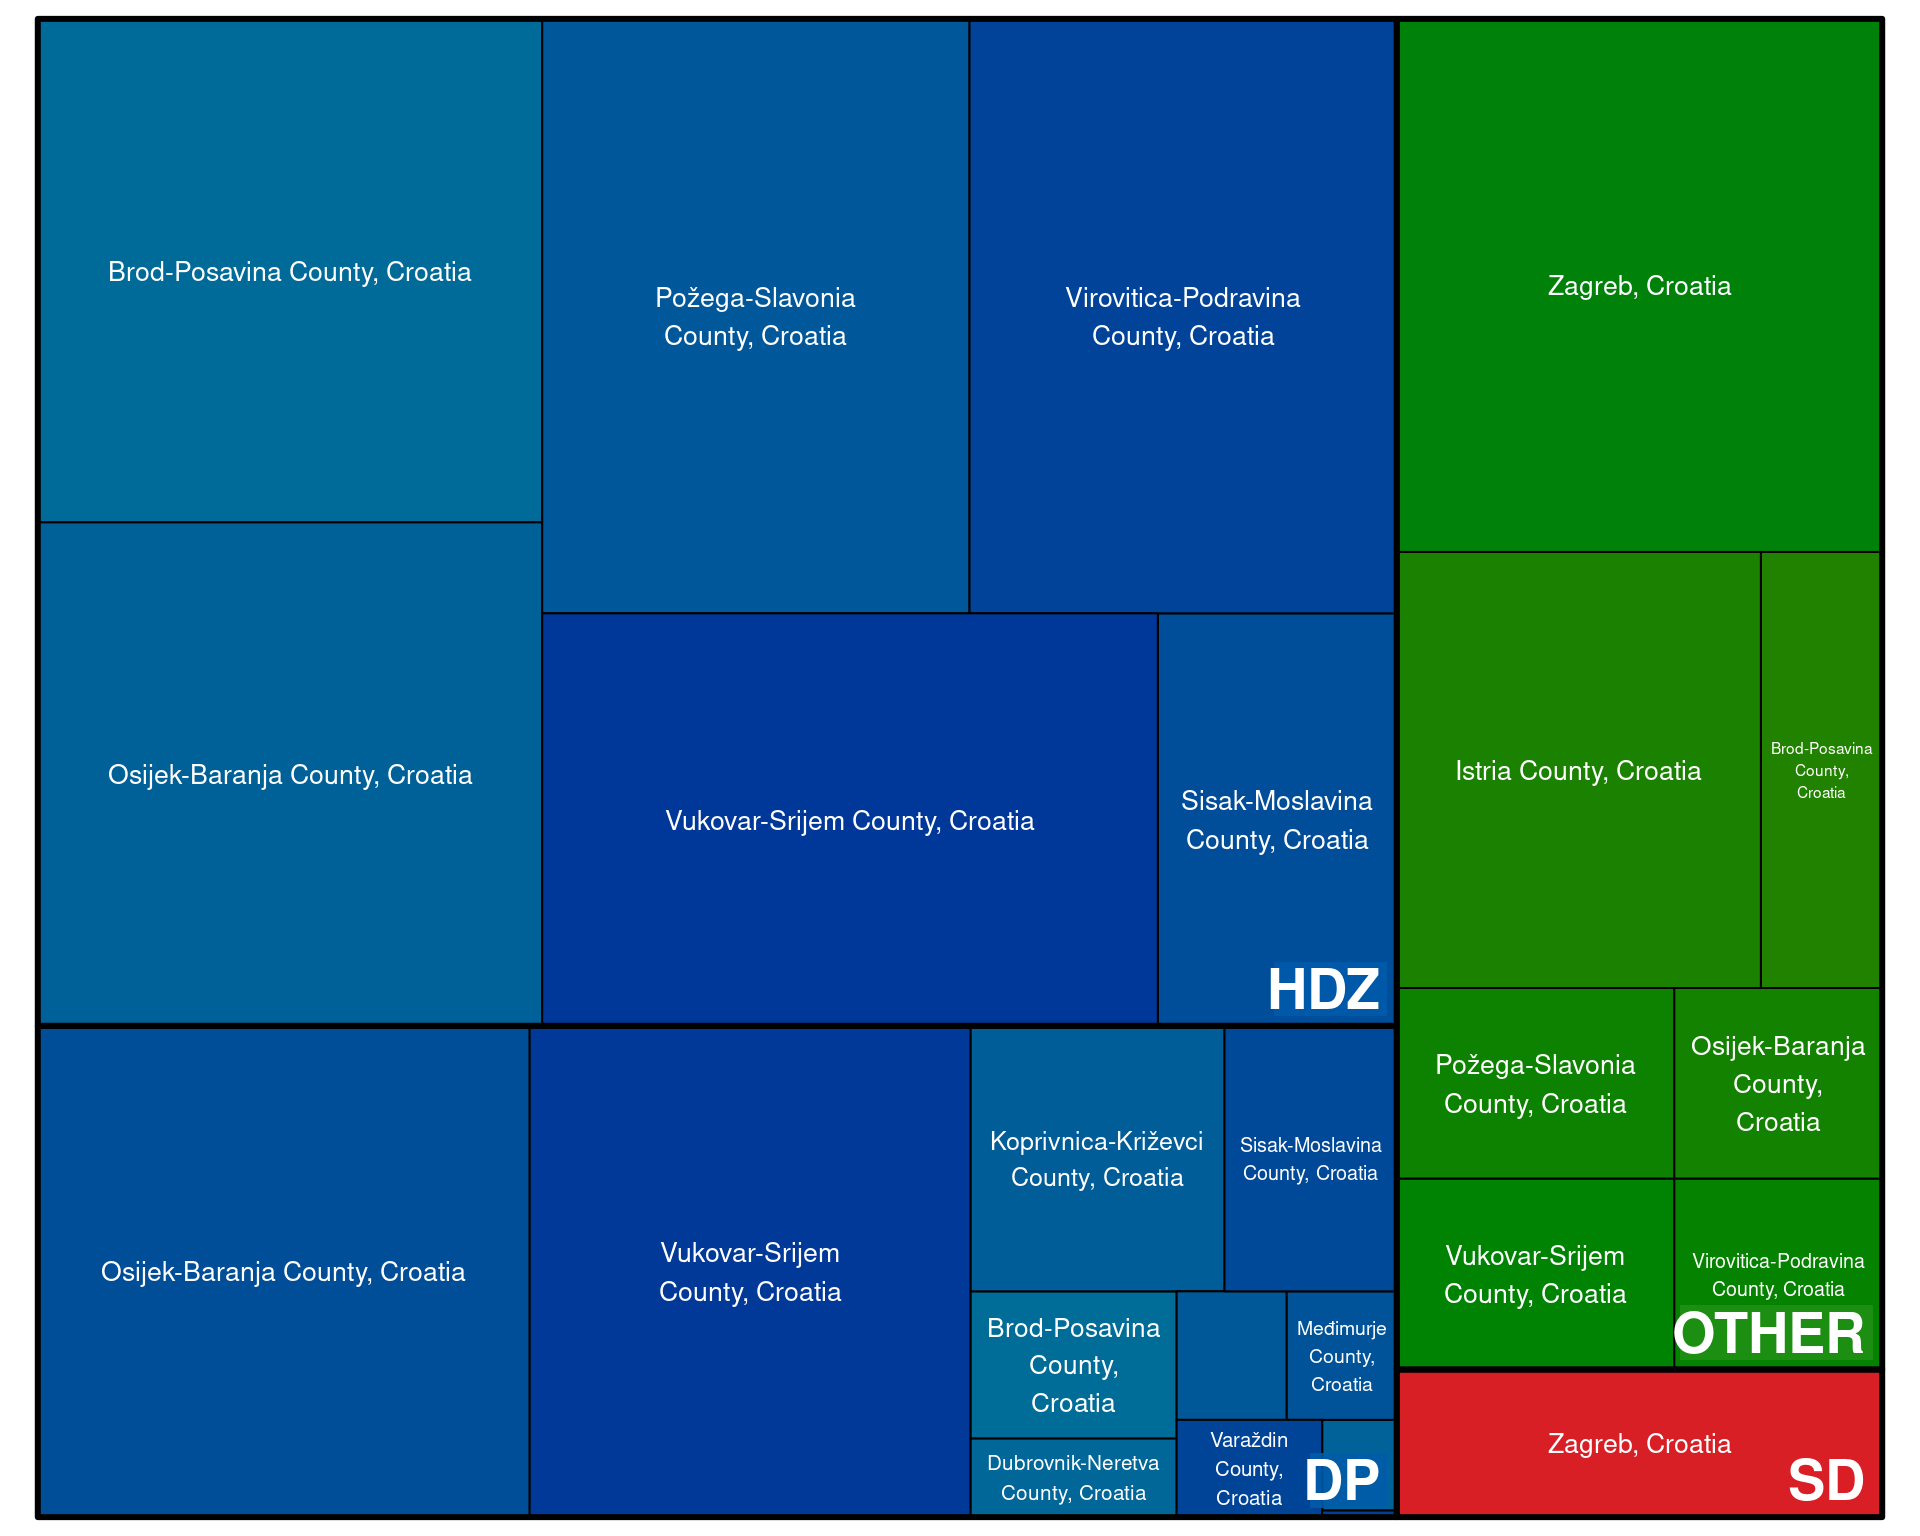 Brod-Posavina County, Croatia
Požega-Slavonia
County, Croatia
Virovitica-Podravina
County, Croatia
Zagreb, Croatia
Osijek-Baranja County, Croatia
Vukovar-Srijem County, Croatia
Sisak-Moslavina
County, Croatia
HDZ
Istria County, Croatia
Brod-Posavina
County,
Croatia
Požega-Slavonia
County, Croatia
Osijek-Baranja
County,
Croatia
Vukovar-Srijem
County, Croatia
Virovitica-Podravina
County, Croatia
OTHER
Osijek-Baranja County, Croatia
Vukovar-Srijem
County, Croatia
Koprivnica-Križevci
County, Croatia
Sisak-Moslavina
County, Croatia
Brod-Posavina
County,
Croatia
Međimurje
County,
Croatia
Dubrovnik-Neretva
County, Croatia
Varaždin
County,
Croatia
DP
Zagreb, Croatia
SD